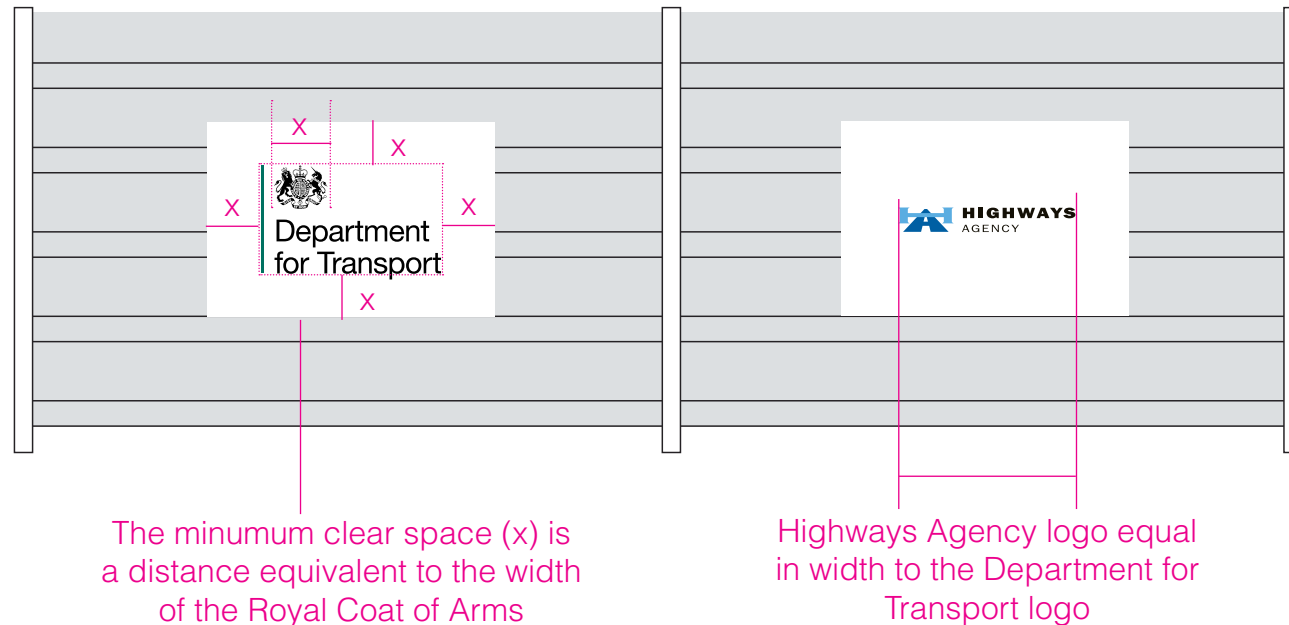 X
X
X
X
Department
for Transport
X
HIGHWAYS
AGENCY
The minumum clear space (x) is
a distance equivalent to the width
of the Royal Coat of Arms
Highways Agency logo equal
in width to the Department for
Transport logo